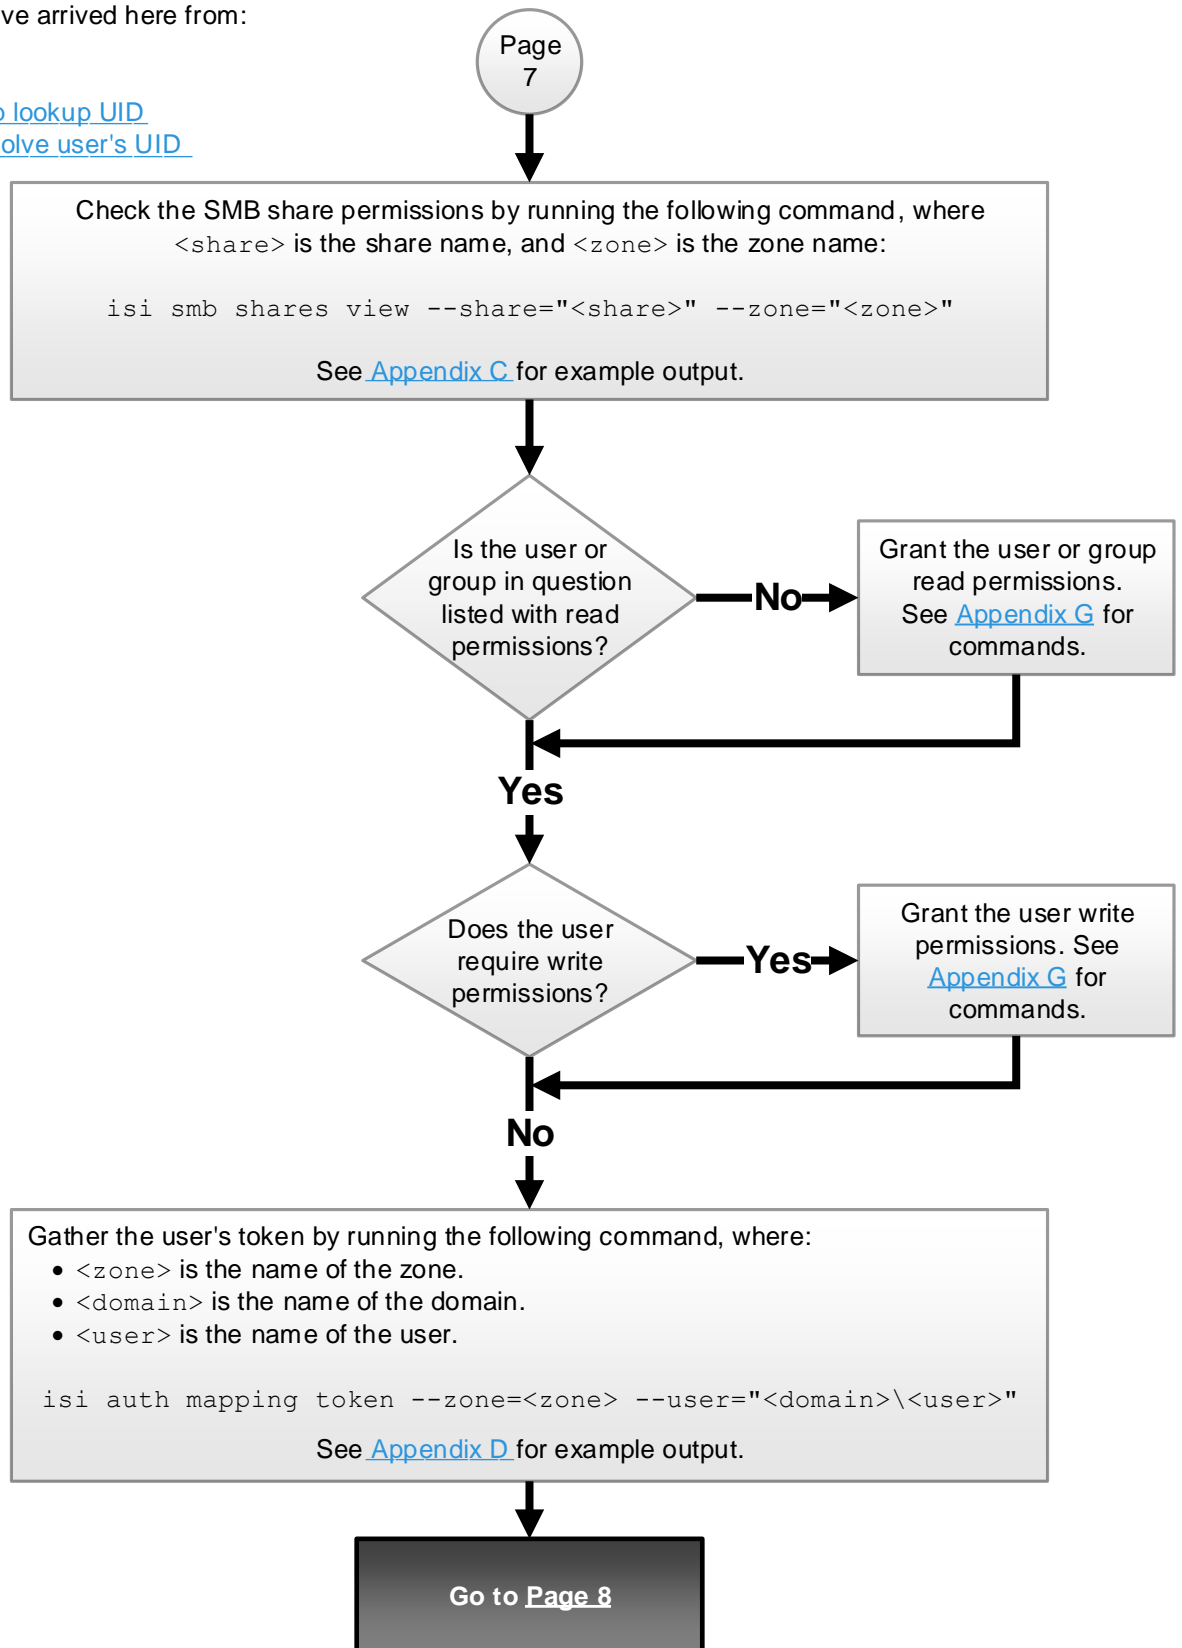 ve arrived here from:
Page
7
o lookup UID
olve user's UID
Check the SMB share permissions by running the following command, where
<share> is the share name, and <zone> is the zone name:
isi smb shares view --share="<share>" --zone="<zone>"
See Appendix C for example output.
Is the user or
group in question
listed with read
permissions?
No
Grant the user or group
read permissions.
See Appendix G for
commands.
Yes
Does the user
require write
permissions?
Yes
Grant the user write
permissions. See
Appendix G for
commands.
No
Gather the user's token by running the following command, where:
• <zone> is the name of the zone.
• <domain> is the name of the domain.
• <user> is the name of the user.
isi auth mapping token --zone=<zone> --user="<domain>\<user>"
See Appendix D for example output.
Go to Page 8